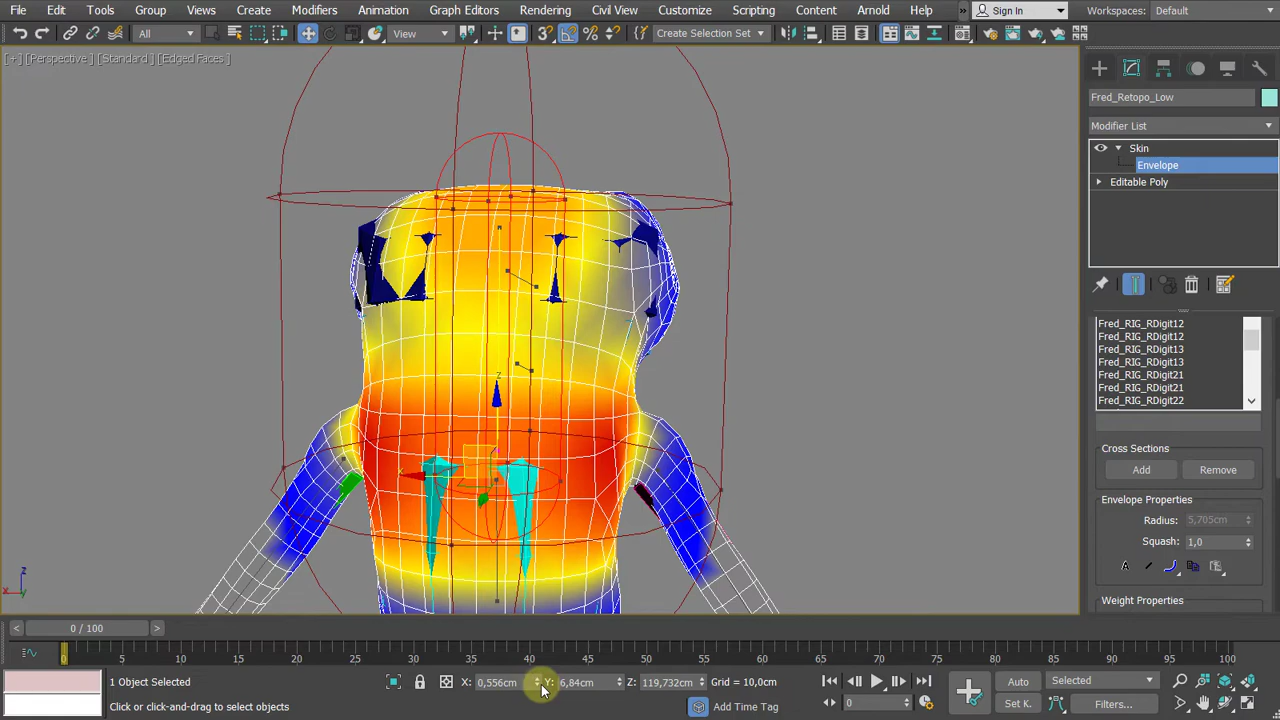 File Edit Tools Group Views Create Modifiers Animation Graph Editors Rendering Civil View Customize Scripting Content Arnold Help » Sign In Workspaces: Default
All View Create Selection Set
[+] [Perspective] [Standard] [Edged Faces]
Fred_Retopo_Low
Modifier List
Skin
Envelope
Editable Poly
Fred_RIG_RDigit12
Fred_RIG_RDigit12
Fred_RIG_RDigit13
Fred_RIG_RDigit13
Fred_RIG_RDigit21
Fred_RIG_RDigit21
Fred_RIG_RDigit22
Cross Sections
Add Remove
Envelope Properties
Radius: 5,705cm
Squash: 1,0
A
Weight Properties
z
x
Z
< 0 / 100 >
0 5 10 15 20 25 30 35 40 45 50 55 60 65 70 75 80 85 90 95 100
1 Object Selected X: 0,556cm Y: 6,84cm Z: 119,732cm Grid = 10,0cm Auto Selected
Click or click-and-drag to select objects Add Time Tag 0 Set K. Filters...